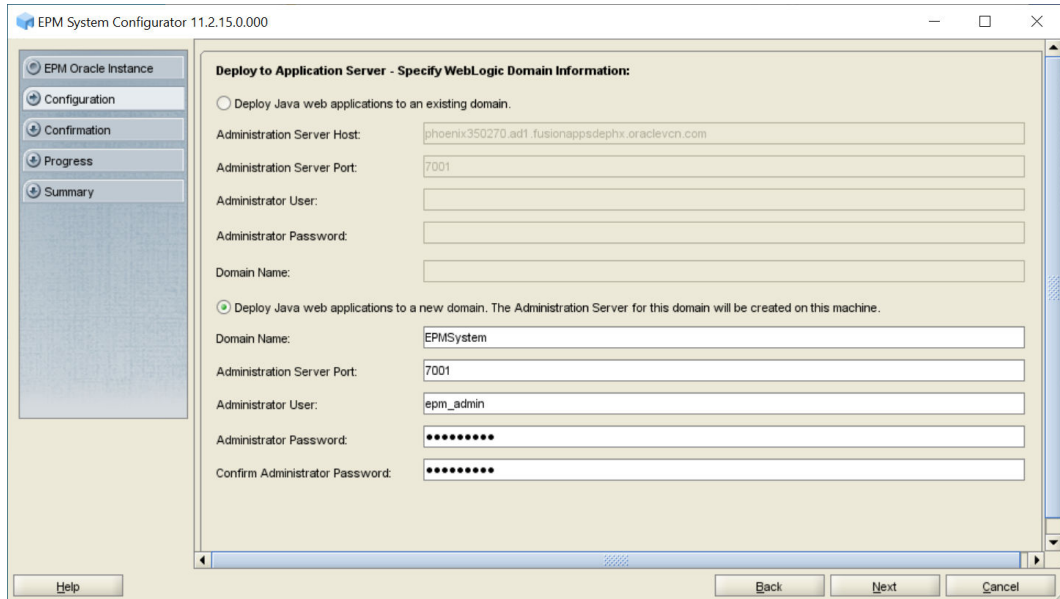 EPM System Configurator 11.2.15.0.000
EPM Oracle Instance
Configuration
Confirmation
Progress
Summary
Deploy to Application Server - Specify WebLogic Domain Information:
Deploy Java web applications to an existing domain.
Administration Server Host: phoenix350270.ad1.fusionappsdephx.oraclevcn.com
Administration Server Port: 7001
Administrator User:
Administrator Password:
Domain Name:
Deploy Java web applications to a new domain. The Administration Server for this domain will be created on this machine.
Domain Name: EPMSystem
Administration Server Port: 7001
Administrator User: epm_admin
Administrator Password: •••••••••
Confirm Administrator Password: •••••••••
Help Back Next Cancel